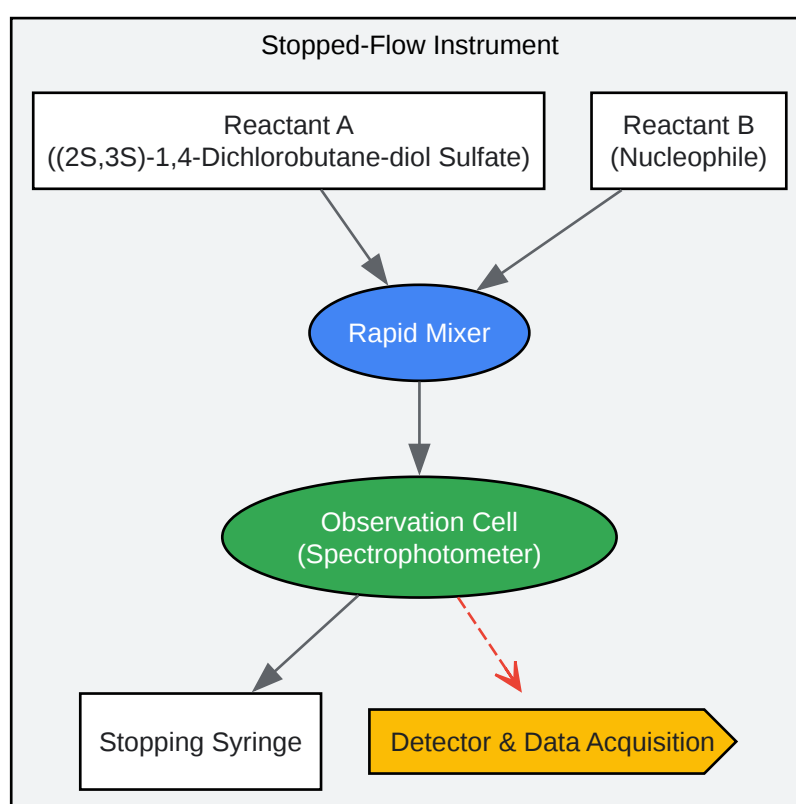 Stopped-Flow Instrument
Reactant A
((2S,3S)-1,4-Dichlorobutane-diol Sulfate)
Reactant B
(Nucleophile)
Rapid Mixer
Observation Cell
(Spectrophotometer)
Stopping Syringe
Detector & Data Acquisition